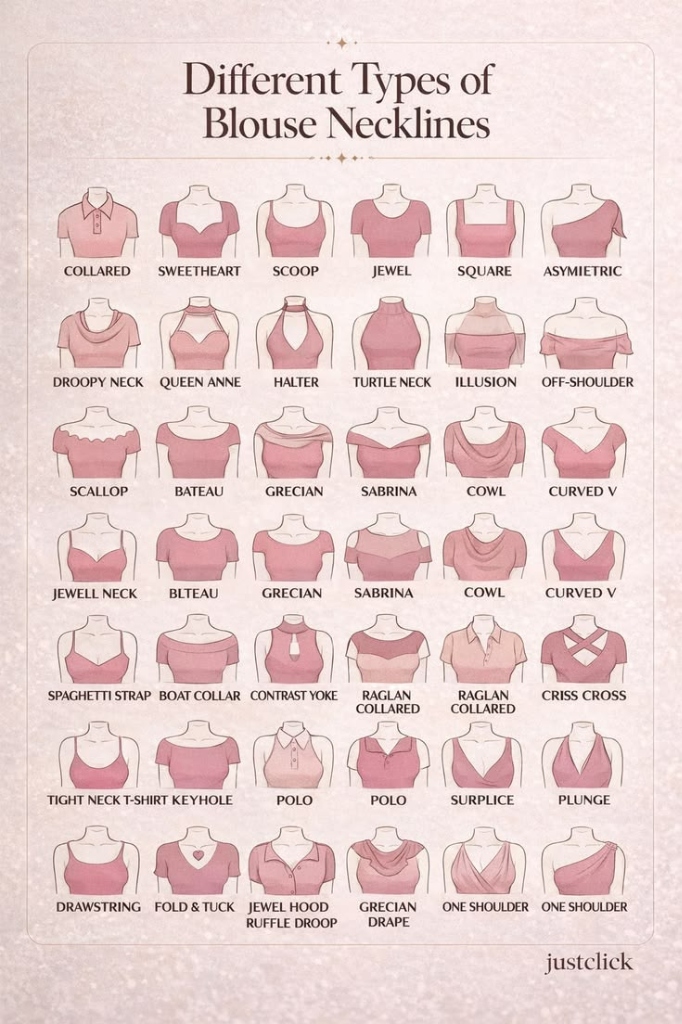 Different Types of
Blouse Necklines
COLLARED SWEETHEART SCOOP JEWEL SQUARE ASYMIETRIC
DROOPY NECK QUEEN ANNE HALTER TURTLE NECK ILLUSION OFF-SHOULDER
SCALLOP BATEAU GRECIAN SABRINA COWL CURVED V
JEWELL NECK BLTEAU GRECIAN SABRINA COWL CURVED V
SPAGHETTI STRAP BOAT COLLAR CONTRAST YOKE RAGLAN RAGLAN CRISS CROSS
COLLARED COLLARED
TIGHT NECK T-SHIRT KEYHOLE POLO POLO SURPLICE PLUNGE
DRAWSTRING FOLD & TUCK JEWEL HOOD GRECIAN ONE SHOULDER ONE SHOULDER
RUFFLE DROOP DRAPE
justclick